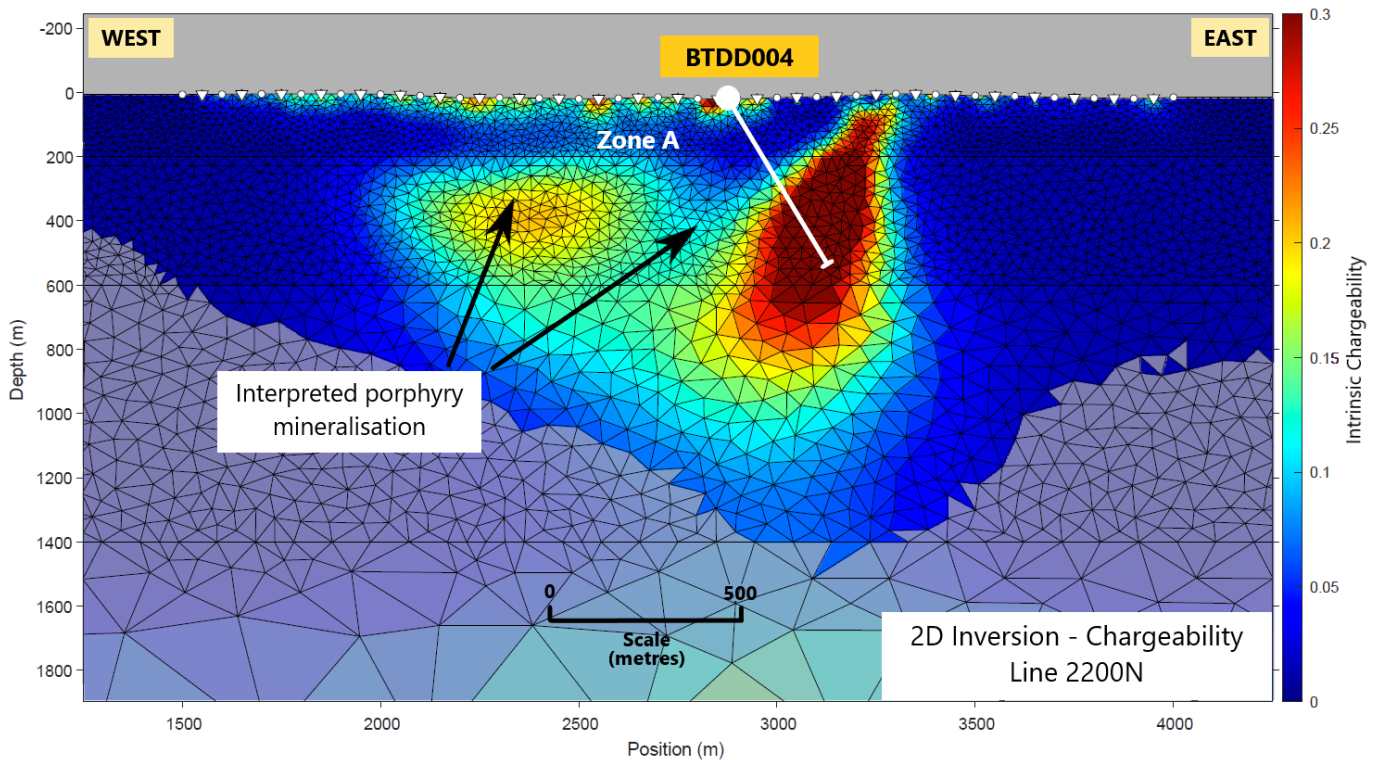 WEST
BTDD004
EAST
Zone A
Interpreted porphyry
mineralisation
0 500
Scale
(metres)
2D Inversion - Chargeability
Line 2200N
Depth (m)
-200
0
200
400
600
800
1000
1200
1400
1600
1800
1500 2000 2500 3000 3500 4000
Position (m)
0.3
0.25
0.2
0.15
0.1
0.05
0
Intrinsic Chargeability